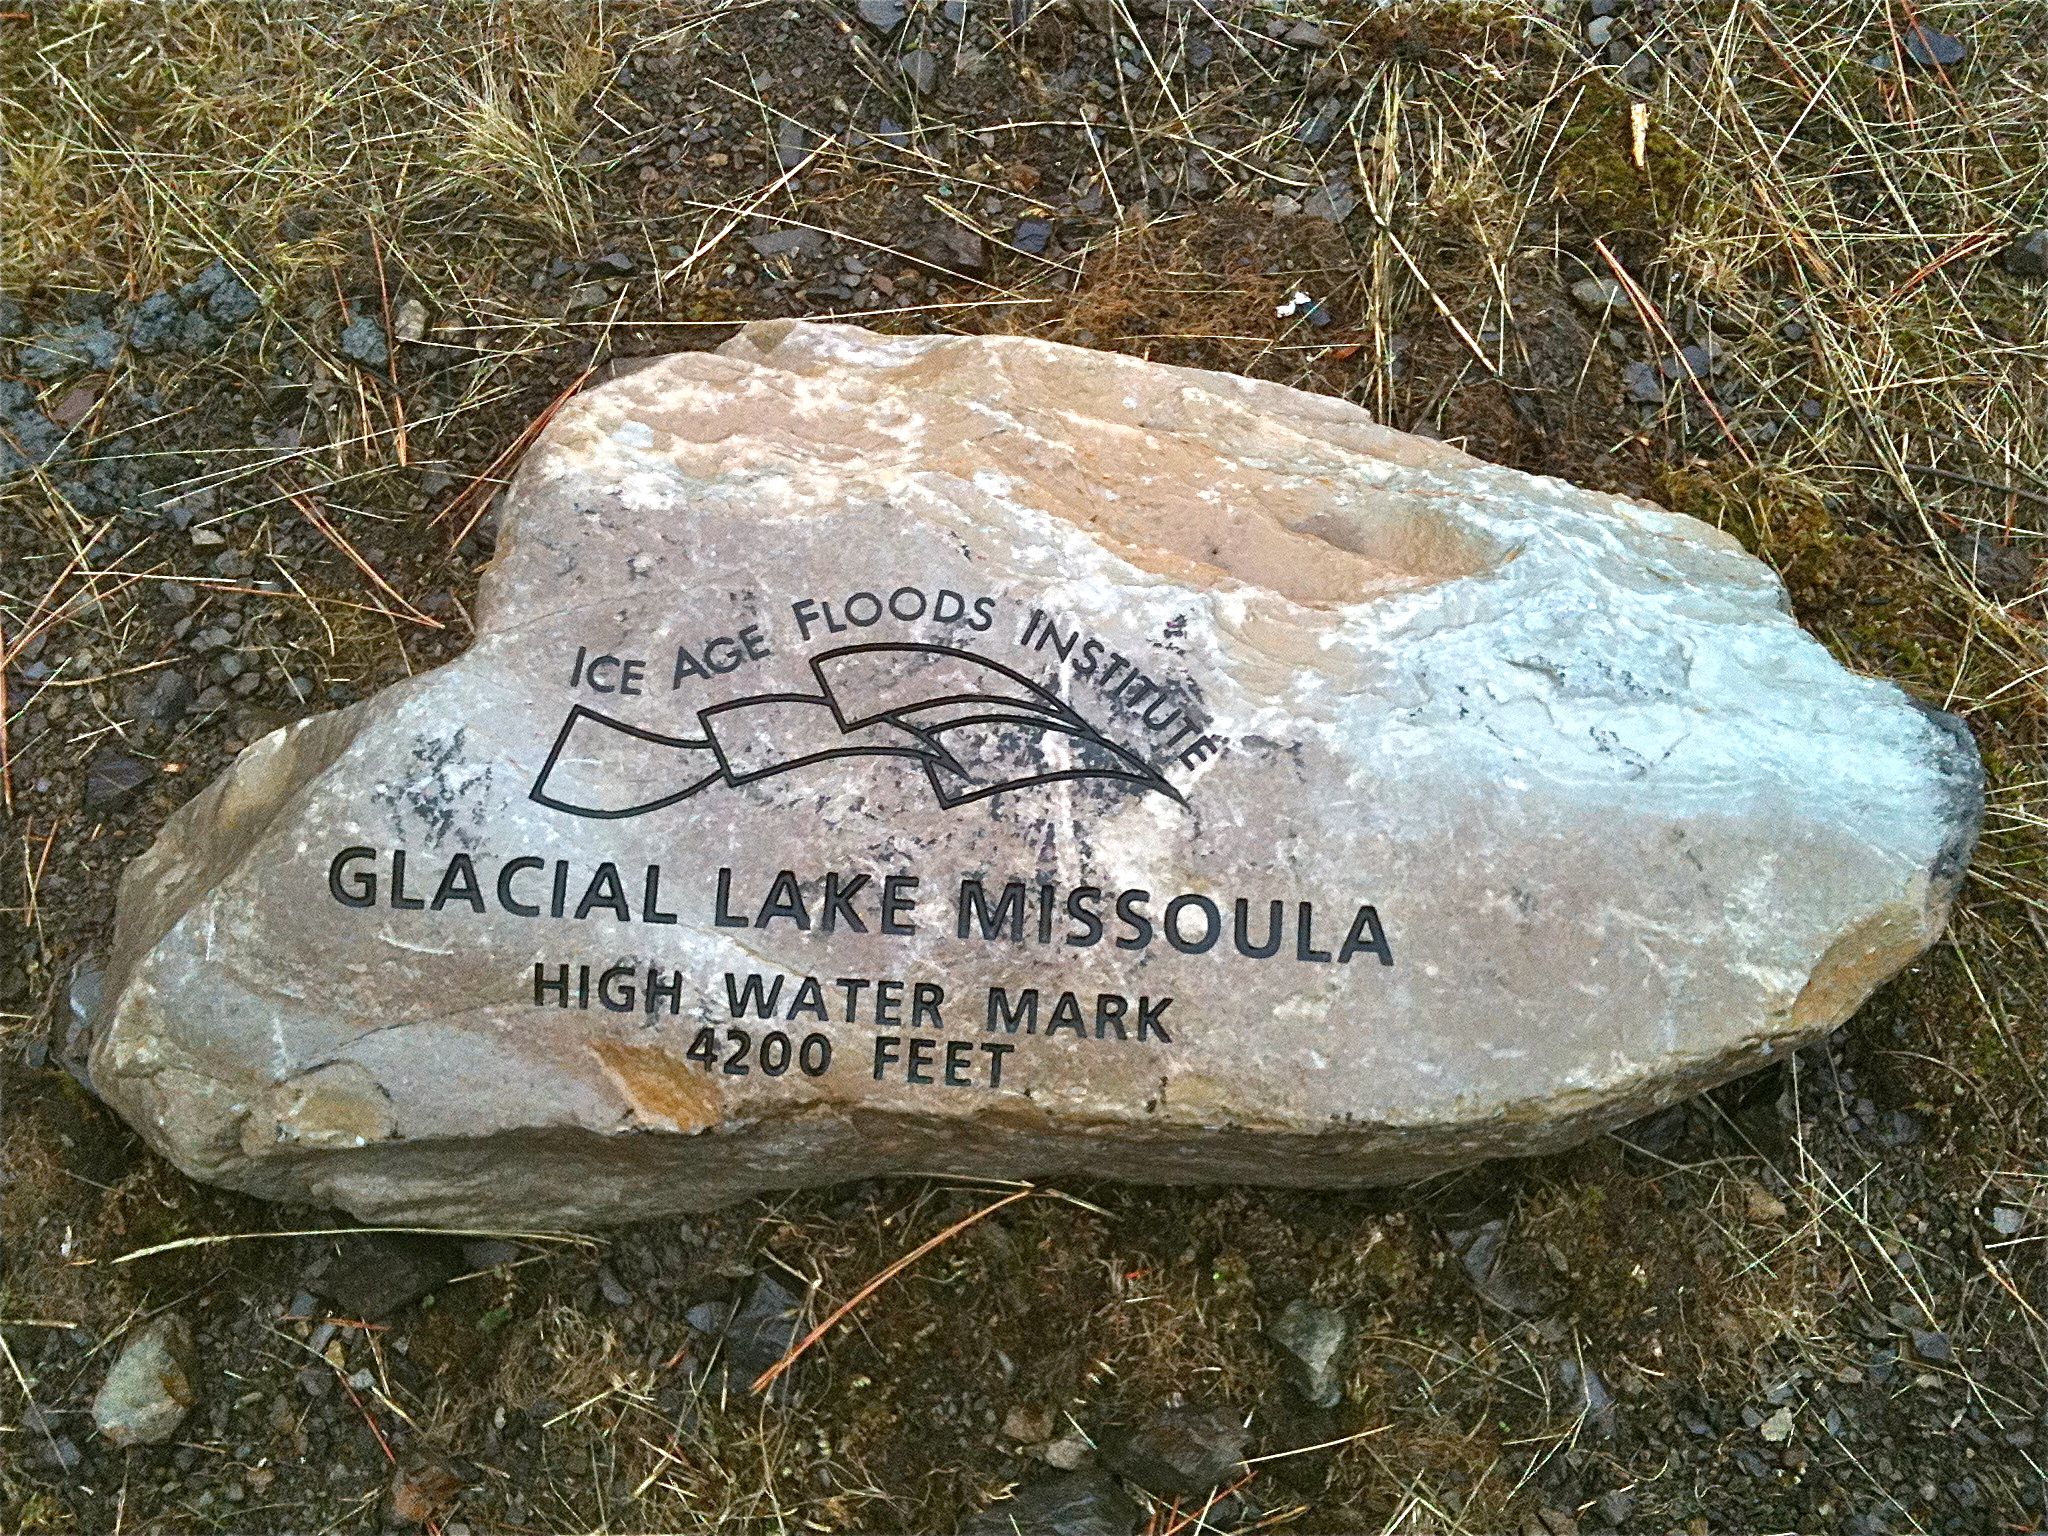 ICE AGE FLOODS INSTITUTE
GLACIAL LAKE MISSOULA
HIGH WATER MARK
4200 FEET